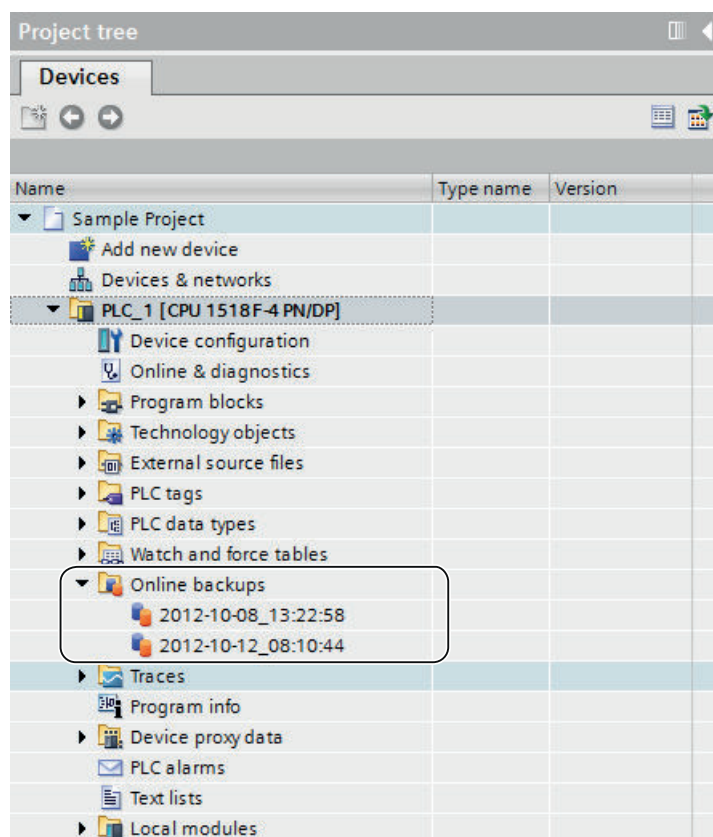 Project tree
Devices
Name Type name Version
Sample Project
Add new device
Devices & networks
PLC_1 [CPU 1518F-4 PN/DP]
Device configuration
Online & diagnostics
Program blocks
Technology objects
External source files
PLC tags
PLC data types
Watch and force tables
Online backups
2012-10-08_13:22:58
2012-10-12_08:10:44
Traces
Program info
Device proxy data
PLC alarms
Text lists
Local modules